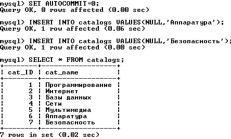 mysql> SET AUTOCOMMIT=0;
Query OK, 0 rows affected (0.00 sec)
mysql> INSERT INTO catalogs VALUES(NULL,'Аппаратура');
Query OK, 1 row affected (0.00 sec)
mysql> INSERT INTO catalogs VALUES(NULL,'Безопасность');
Query OK, 1 row affected (0.00 sec)
mysql> SELECT * FROM catalogs;
+--------+------------------+
| cat_ID | cat_name |
+--------+------------------+
| 1 | Программирование |
| 2 | Интернет |
| 3 | Базы данных |
| 4 | Сети |
| 5 | Мультимедиа |
| 6 | Аппаратура |
| 7 | Безопасность |
+--------+------------------+
7 rows in set (0.02 sec)